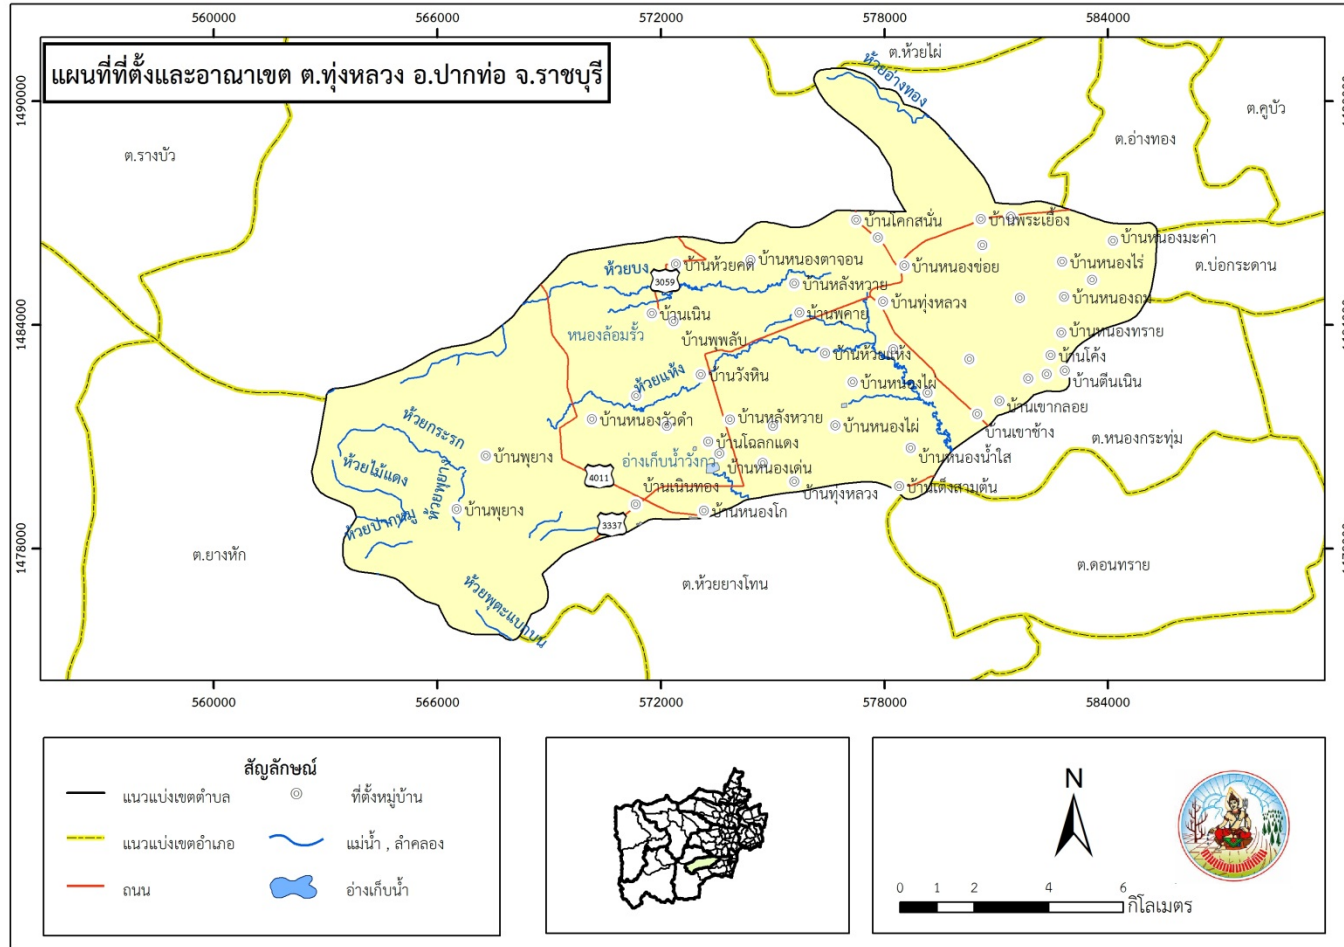 560000 566000 572000 578000 584000
แผนที่ที่ตั้งและอาณาเขต ต.ทุ่งหลวง อ.ปากท่อ จ.ราชบุรี
ต.ห้วยไผ่
ห้วยอ่างทอง
1490000
ต.คูบัว
ต.อ่างทอง
ต.รางบัว
บ้านโคกสนั่น
บ้านพระเยื้อง
บ้านหนองมะค่า
บ้านห้วยคต
บ้านหนองตาจอน
บ้านหนองข่อย
บ้านหนองไร่
ต.บ่อกระดาน
ห้วยบง
3059
บ้านหลังหวาย
บ้านทุ่งหลวง
บ้านหนองถม
บ้านเนิน
บ้านพุคาย
1484000
หนองล้อมรั้ว
บ้านพุพลับ
บ้านหนองทราย
บ้านห้วยแห้ง
บ้านโค้ง
ห้วยแห้ง
บ้านวังหิน
บ้านหนองไผ่
บ้านตีนเนิน
บ้านเขากลอย
ห้วยกระรก
บ้านหนองวัวดำ
บ้านหลังหวาย
บ้านหนองไผ่
บ้านเขาช้าง
ต.หนองกระทุ่ม
บ้านโฉลกแดง
บ้านพุยาง
ห้วยไม้แดง
ห้วยพุยาง
อ่างเก็บน้ำวังกุ
บ้านหนองเด่น
บ้านหนองน้ำใส
4011
บ้านเนินทอง
บ้านทุ่งหลวง
บ้านเต็งสามต้น
บ้านพุยาง
บ้านหนองโก
ห้วยปากหมู
3337
1478000
ต.ยางหัก
ต.ห้วยยางโทน
ต.ดอนทราย
ห้วยพุตะแบกบน
560000 566000 572000 578000 584000
สัญลักษณ์
แนวแบ่งเขตตำบล
ที่ตั้งหมู่บ้าน
แนวแบ่งเขตอำเภอ
แม่น้ำ , ลำคลอง
ถนน
อ่างเก็บน้ำ
N
กรมพัฒนาที่ดิน
0 1 2 4 6
กิโลเมตร